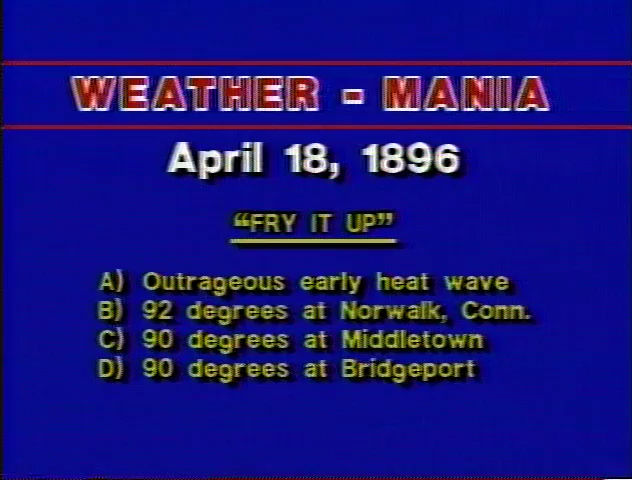 WEATHER - MANIA
April 18, 1896
“FRY IT UP”
A) Outrageous early heat wave
B) 92 degrees at Norwalk, Conn.
C) 90 degrees at Middletown
D) 90 degrees at Bridgeport